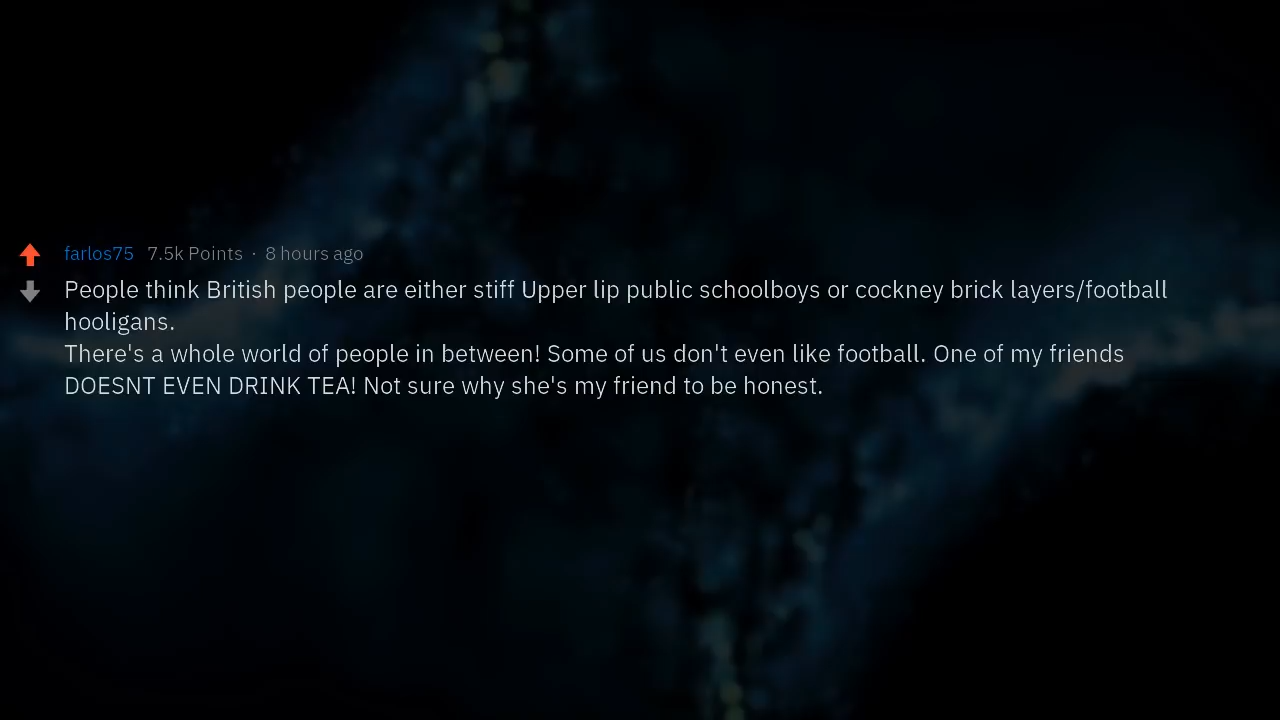 farlos75 7.5k Points · 8 hours ago
People think British people are either stiff Upper lip public schoolboys or cockney brick layers/football
hooligans.
There's a whole world of people in between! Some of us don't even like football. One of my friends
DOESNT EVEN DRINK TEA! Not sure why she's my friend to be honest.